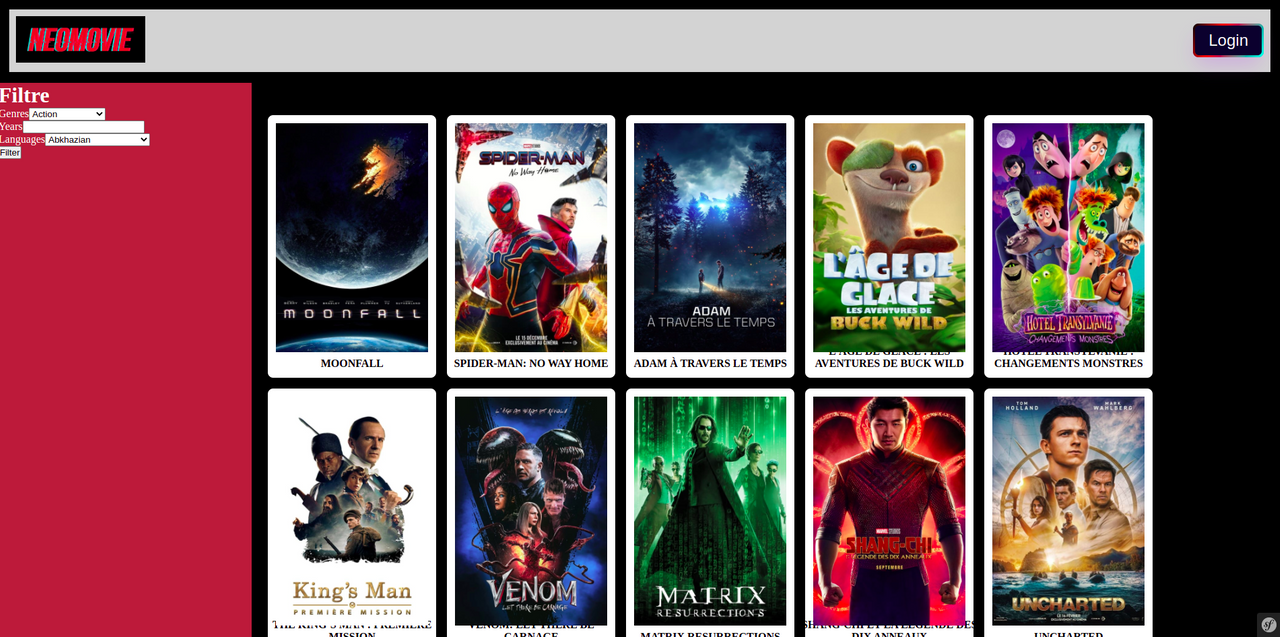 NEOMOVIE
Login
Filtre
Genres Action
Years
Languages Abkhazian
Filter
MOONFALL
MOONFALL
SPIDER-MAN
No Way Home
LE 15 DÉCEMBRE
EXCLUSIVEMENT AU CINÉMA
SPIDER-MAN: NO WAY HOME
ADAM
À TRAVERS LE TEMPS
ADAM À TRAVERS LE TEMPS
L'ÂGE DE
GLACE
LES AVENTURES DE
BUCK WILD
L'ÂGE DE GLACE : LES
AVENTURES DE BUCK WILD
HOTEL TRANSYLVANIE
CHANGEMENTS MONSTRES
HOTEL TRANSYLVANIE :
CHANGEMENTS MONSTRES
King's Man
PREMIÈRE MISSION
THE KING'S MAN : PREMIÈRE
MISSION
VENOM
LET THERE BE CARNAGE
VENOM: LET THERE BE
CARNAGE
MATRIX
RESURRECTIONS
MATRIX RESURRECTIONS
MARVEL STUDIOS
SHANG-CHI
LÉGENDE DES DIX ANNEAUX
SEPTEMBRE
SHANG-CHI ET LA LÉGENDE DES
DIX ANNEAUX
TOM HOLLAND
MARK WAHLBERG
UNCHARTED
UNCHARTED
sf